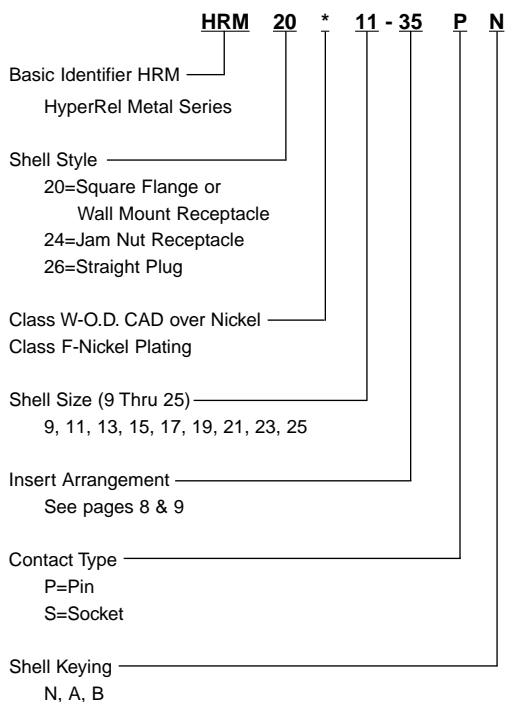 HRM 20 * 11 - 35 P N
Basic Identifier HRM
HyperRel Metal Series
Shell Style
20=Square Flange or
Wall Mount Receptacle
24=Jam Nut Receptacle
26=Straight Plug
Class W-O.D. CAD over Nickel
Class F-Nickel Plating
Shell Size (9 Thru 25)
9, 11, 13, 15, 17, 19, 21, 23, 25
Insert Arrangement
See pages 8 & 9
Contact Type
P=Pin
S=Socket
Shell Keying
N, A, B